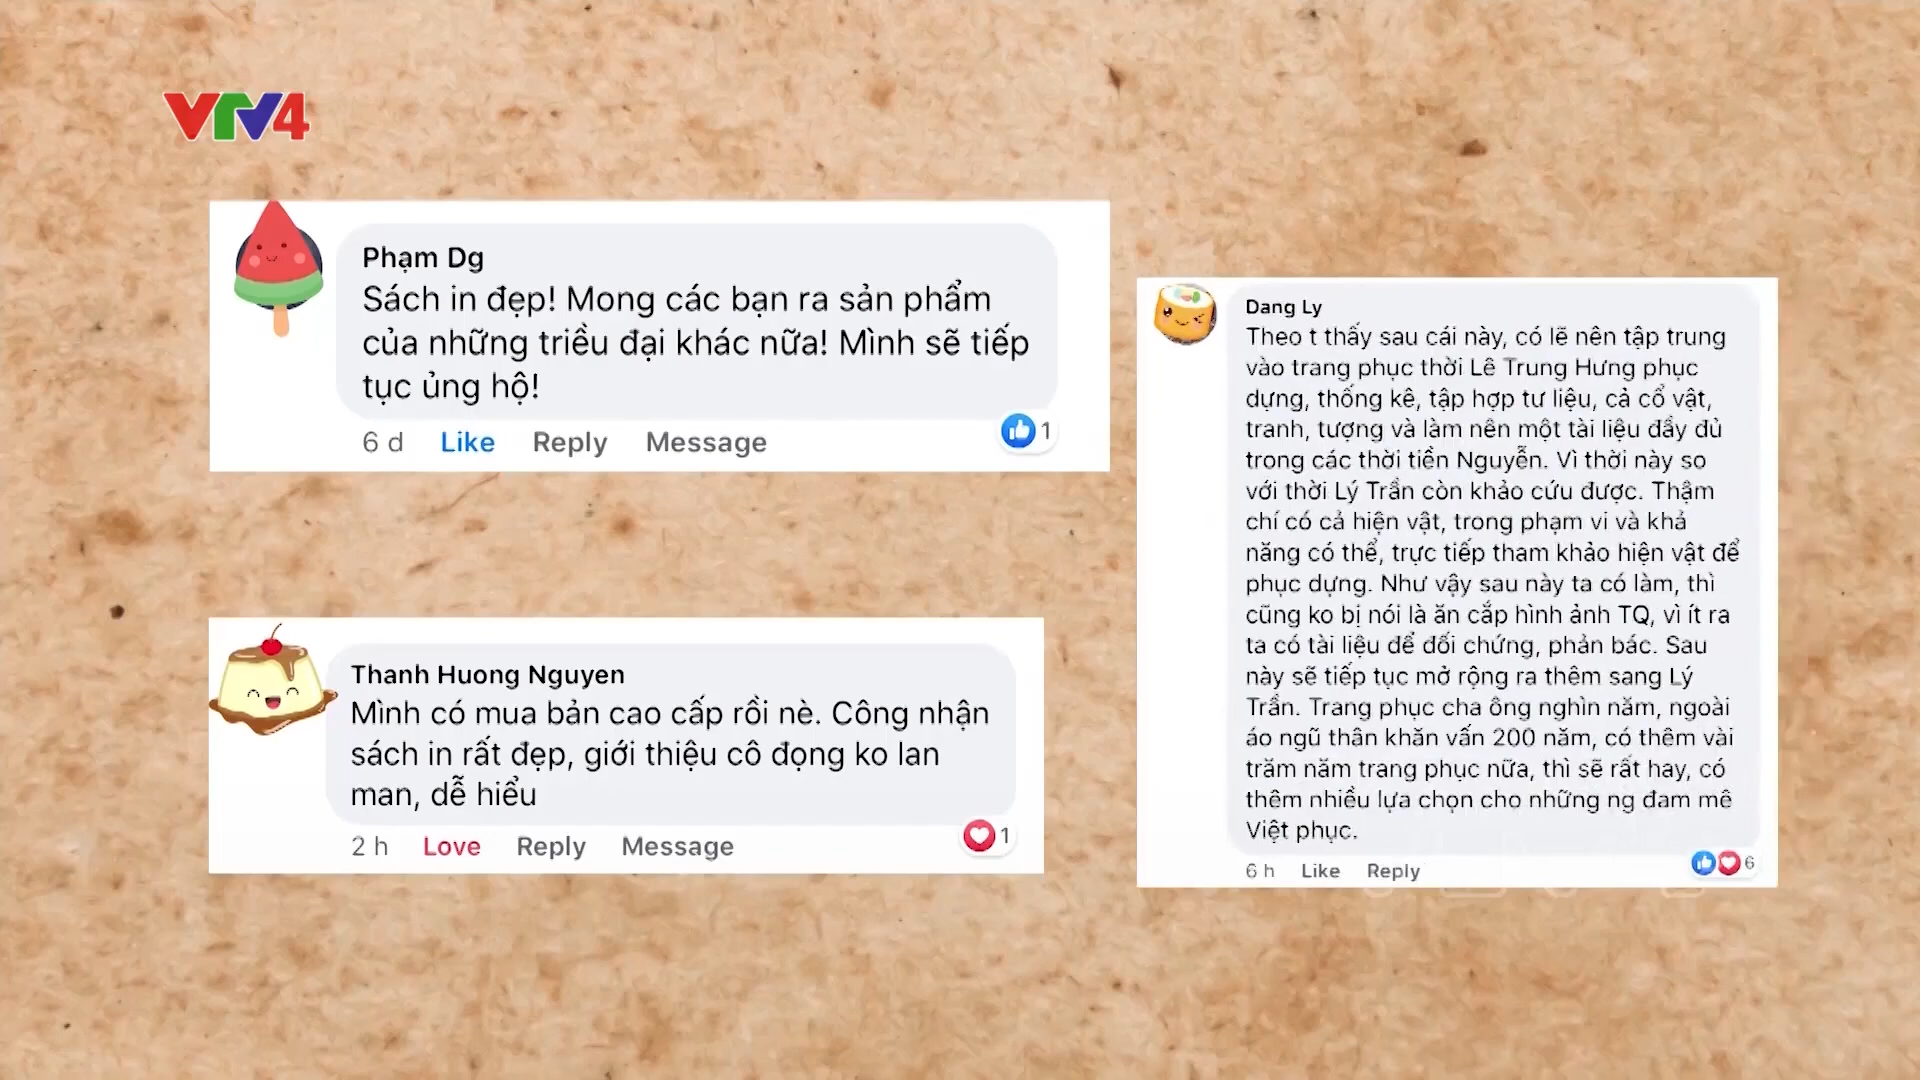 VTV4
Phạm Dg
Sách in đẹp! Mong các bạn ra sản phẩm
của những triều đại khác nữa! Mình sẽ tiếp
tục ủng hộ!
6 d Like Reply Message 1
Thanh Huong Nguyen
Mình có mua bản cao cấp rồi nè. Công nhận
sách in rất đẹp, giới thiệu cô đọng ko lan
man, dễ hiểu
2 h Love Reply Message 1
Dang Ly
Theo t thấy sau cái này, có lẽ nên tập trung
vào trang phục thời Lê Trung Hưng phục
dựng, thống kê, tập hợp tư liệu, cả cổ vật,
tranh, tượng và làm nên một tài liệu đầy đủ
trong các thời tiền Nguyễn. Vì thời này so
với thời Lý Trần còn khảo cứu được. Thậm
chí có cả hiện vật, trong phạm vi và khả
năng có thể, trực tiếp tham khảo hiện vật để
phục dựng. Như vậy sau này ta có làm, thì
cũng ko bị nói là ăn cắp hình ảnh TQ, vì ít ra
ta có tài liệu để đối chứng, phản bác. Sau
này sẽ tiếp tục mở rộng ra thêm sang Lý
Trần. Trang phục cha ông nghìn năm, ngoài
áo ngũ thân khăn vấn 200 năm, có thêm vài
trăm năm trang phục nữa, thì sẽ rất hay, có
thêm nhiều lựa chọn cho những ng đam mê
Việt phục.
6 h Like Reply 6